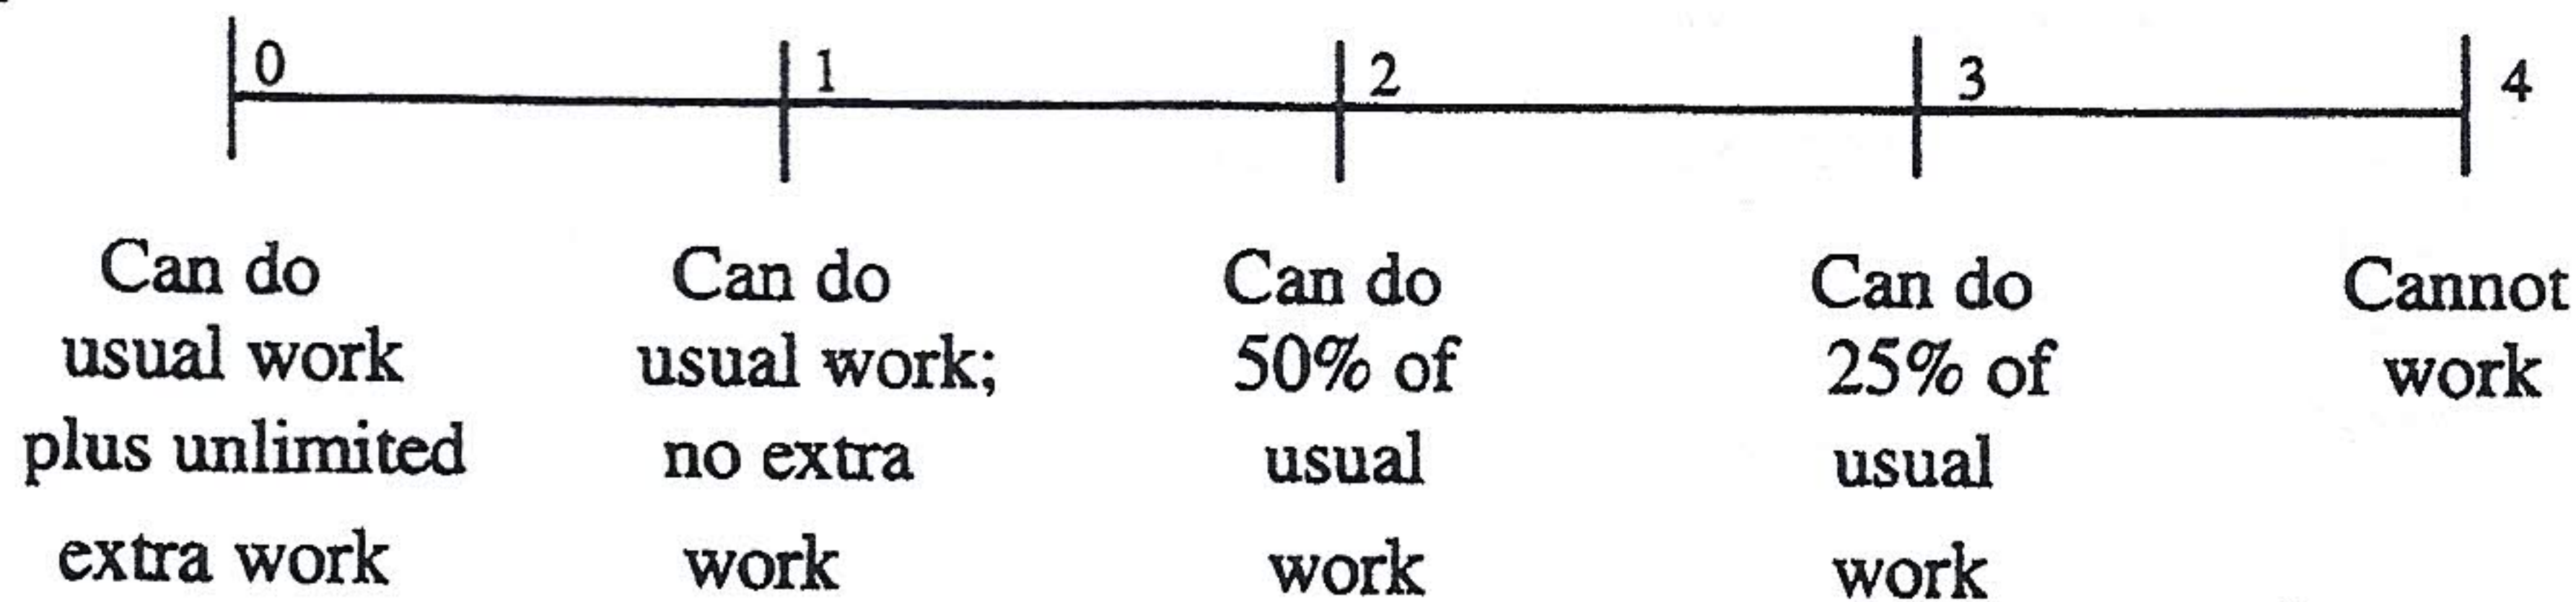 0 1 2 3 4
Can do
usual work
plus unlimited
extra work
Can do
usual work;
no extra
work
Can do
50% of
usual
work
Can do
25% of
usual
work
Cannot
work